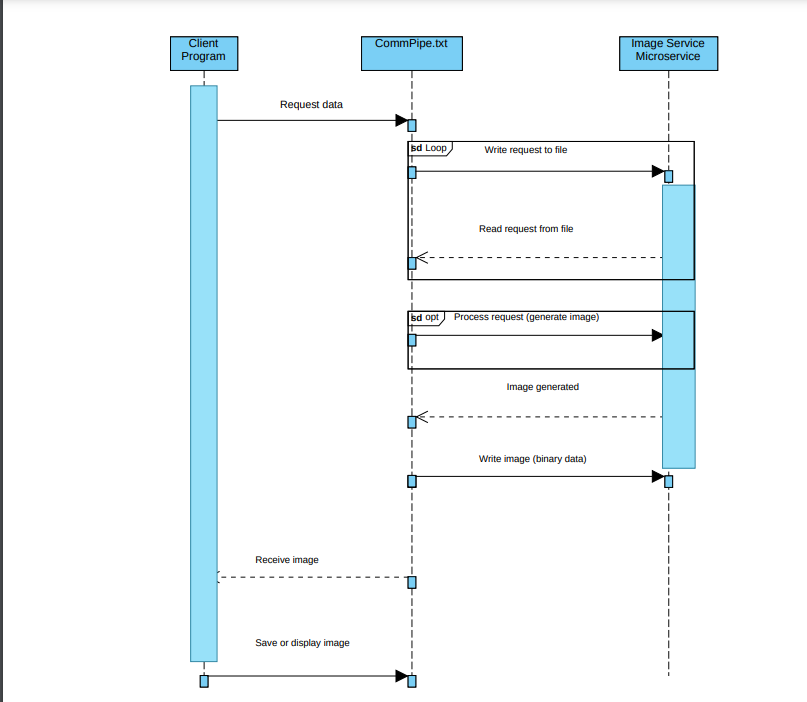 Client
Program
CommPipe.txt
Image Service
Microservice
Request data
sd Loop
Write request to file
Read request from file
sd opt
Process request (generate image)
Image generated
Write image (binary data)
Receive image
Save or display image